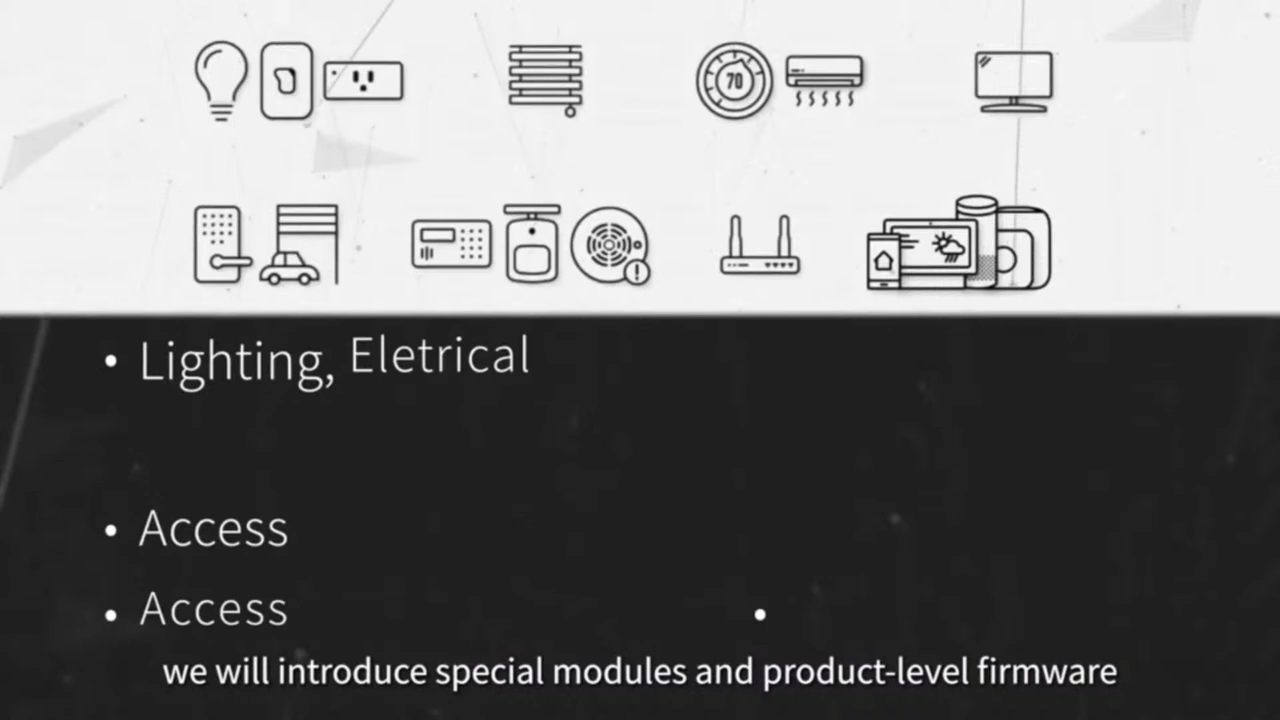 70
• Lighting, Eletrical
• Access
• Access
•
we will introduce special modules and product-level firmware